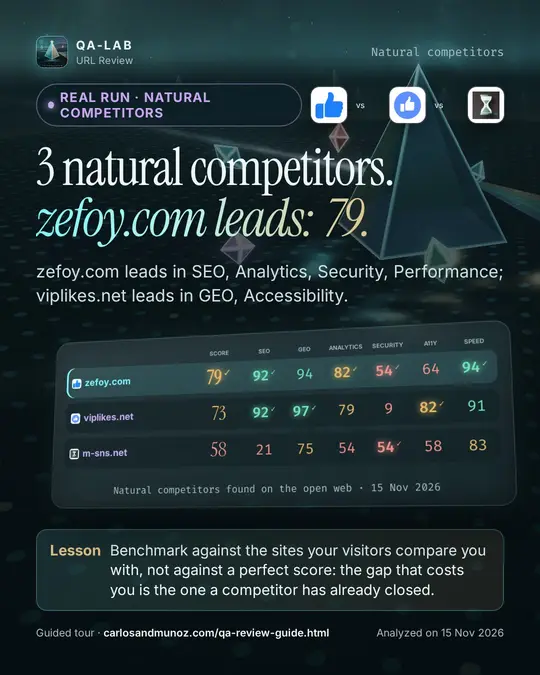 QA-LAB
URL Review
Natural competitors
REAL RUN · NATURAL
COMPETITORS
vs vs
3 natural competitors.
zefoy.com leads: 79.
zefoy.com leads in SEO, Analytics, Security, Performance;
viplikes.net leads in GEO, Accessibility.
SCORE SEO GEO ANALYTICS SECURITY A11Y SPEED
zefoy.com 79✓ 92✓ 94 82✓ 54✓ 64 94✓
viplikes.net 73 92✓ 97✓ 79 9 82✓ 91
m-sns.net 58 21 75 54 54✓ 58 83
Natural competitors found on the open web · 15 Nov 2026
Lesson Benchmark against the sites your visitors compare you
with, not against a perfect score: the gap that costs
you is the one a competitor has already closed.
Guided tour · carlosandmunoz.com/qa-review-guide.html Analyzed on 15 Nov 2026